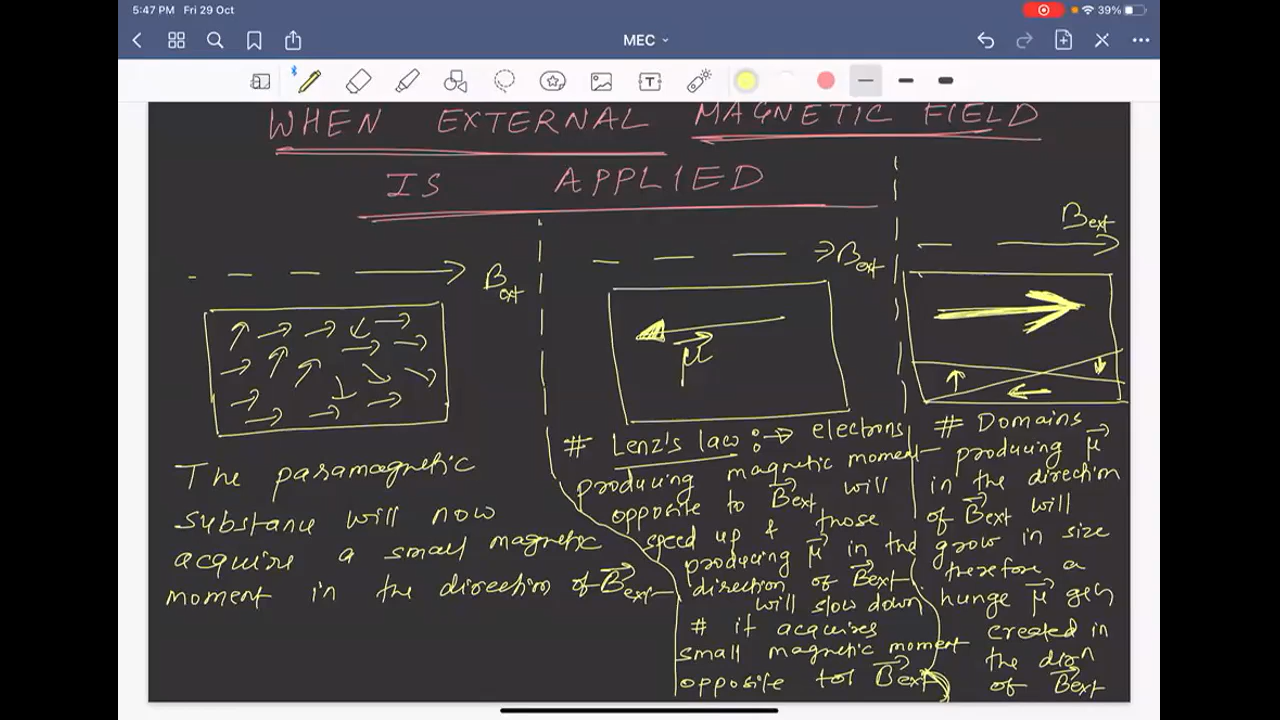 5:47 PM Fri 29 Oct
39%
MEC
WHEN EXTERNAL MAGNETIC FIELD
IS APPLIED
Bext
The paramagnetic
substance will now
acquire a small magnetic
moment in the direction of Bext
Bext
μ
# Lenz's law :→ electrons
producing magnetic moment
opposite to Bext will
speed up & those
producing μ in the
direction of Bext
will slow down
# it acquires
small magnetic moment
opposite tot Bext
Bext
# Domains
producing μ
in the direction
of Bext will
grow in size
therefore a
hunge μ gets
created in
the dirn
of Bext